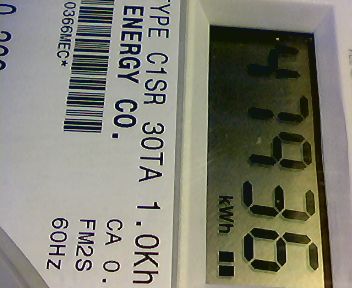 47936
kWh
TYPE C1SR 30TA 1.0Kh
ENERGY CO.
CA 0.
FM2S
60HZ
0366MEC*